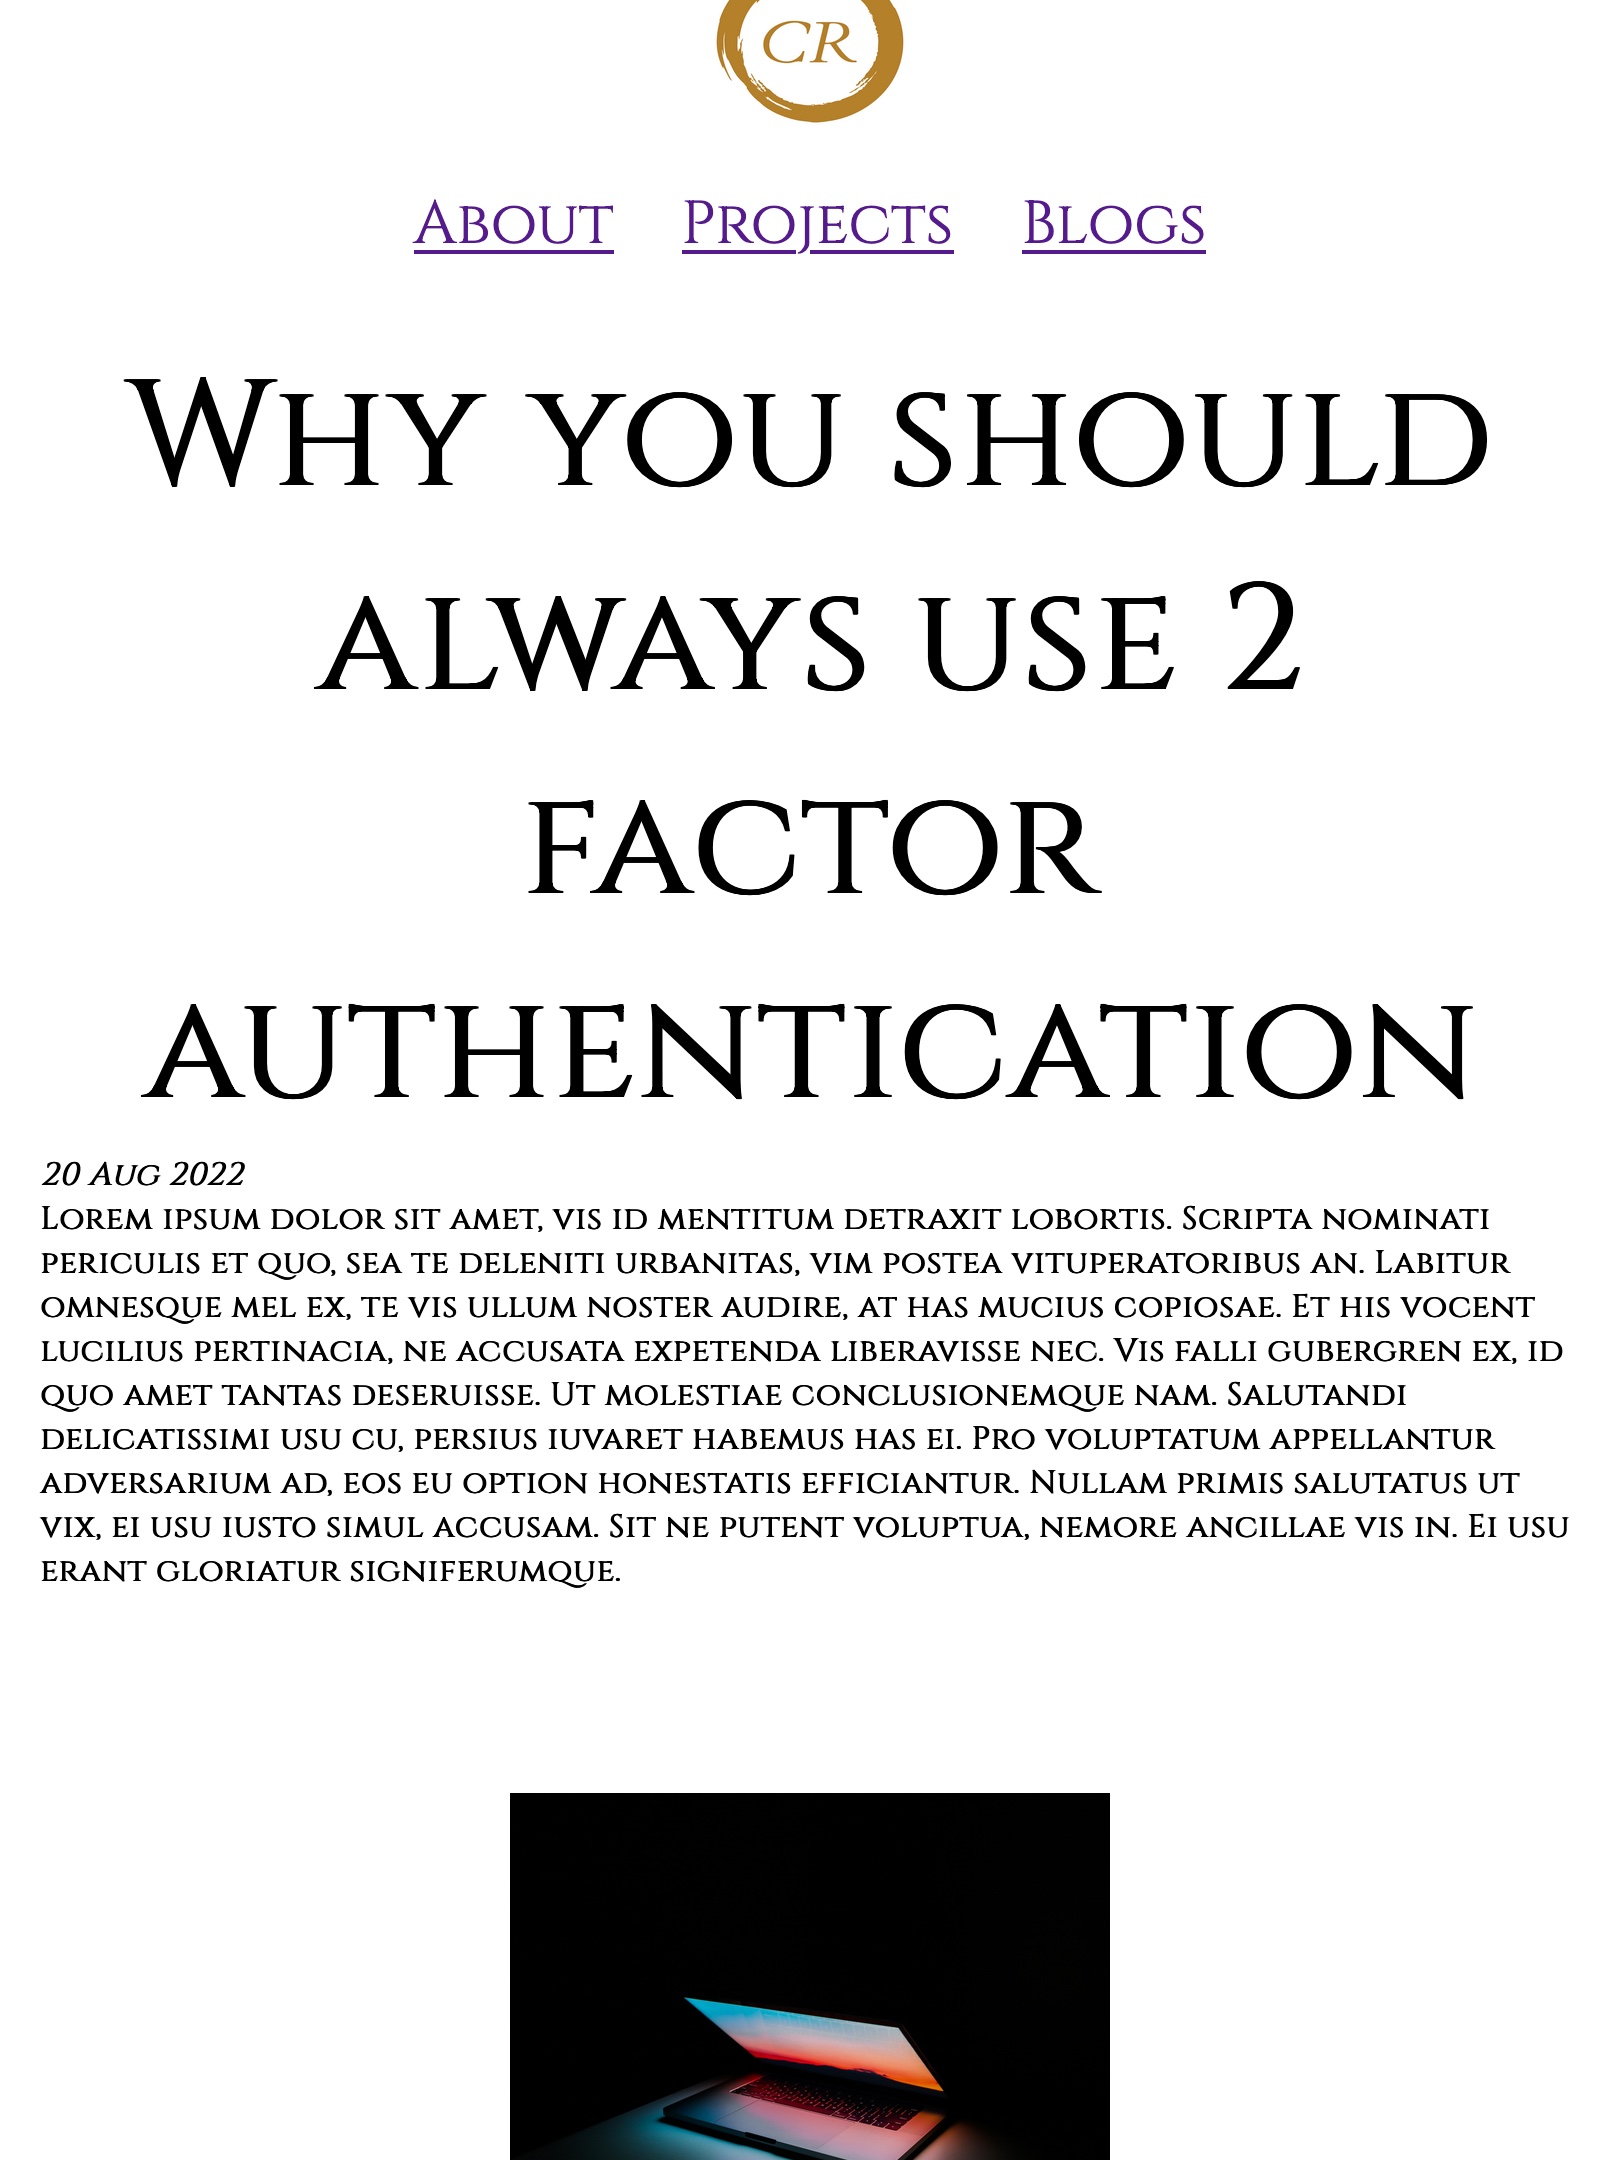 CR
About Projects Blogs
Why you should
always use 2
factor
authentication
20 Aug 2022
Lorem ipsum dolor sit amet, vis id mentitum detraxit lobortis. Scripta nominati
periculis et quo, sea te deleniti urbanitas, vim postea vituperatoribus an. Labitur
omnesque mel ex, te vis ullum noster audire, at has mucius copiosae. Et his vocent
lucilius pertinacia, ne accusata expetenda liberavisse nec. Vis falli gubergren ex, id
quo amet tantas deseruisse. Ut molestiae conclusionemque nam. Salutandi
delicatissimi usu cu, persius iuvaret habemus has ei. Pro voluptatum appellantur
adversarium ad, eos eu option honestatis efficiantur. Nullam primis salutatus ut
vix, ei usu iusto simul accusam. Sit ne putent voluptua, nemore ancillae vis in. Ei usu
erant gloriatur signiferumque.